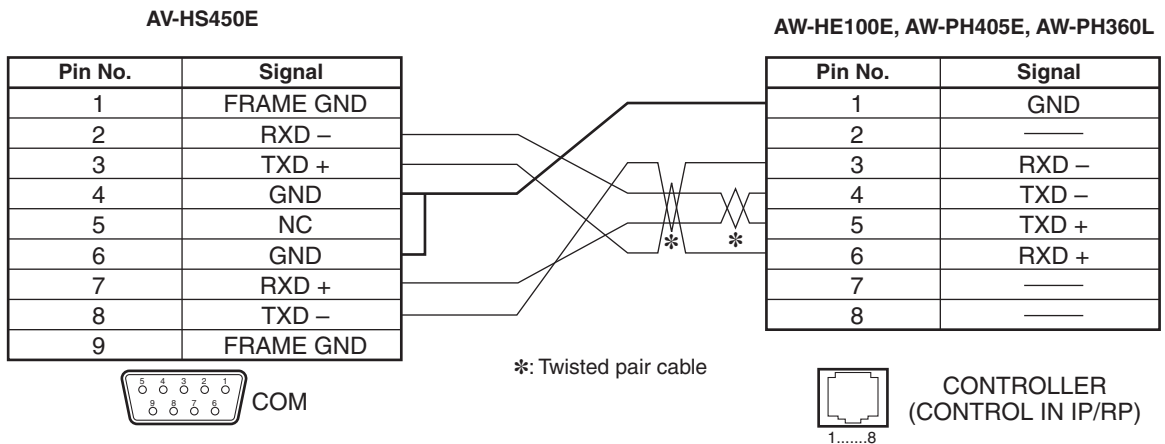 AV-HS450E
AW-HE100E, AW-PH405E, AW-PH360L
Pin No. Signal
1 FRAME GND
2 RXD –
3 TXD +
4 GND
5 NC
6 GND
7 RXD +
8 TXD –
9 FRAME GND
Pin No. Signal
1 GND
2 ——
3 RXD –
4 TXD –
5 TXD +
6 RXD +
7 ——
8 ——
✻ ✻
✻: Twisted pair cable
5 4 3 2 1
9 8 7 6
COM
1.......8
CONTROLLER
(CONTROL IN IP/RP)